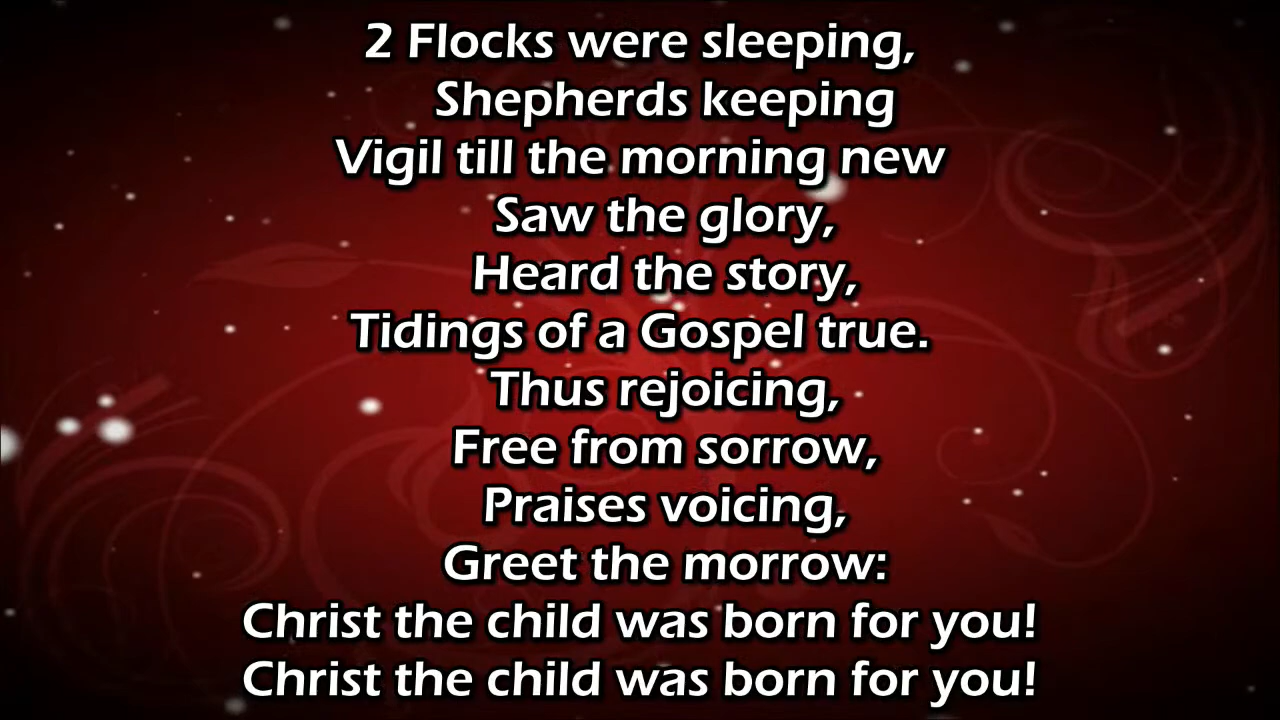 2 Flocks were sleeping,
Shepherds keeping
Vigil till the morning new
Saw the glory,
Heard the story,
Tidings of a Gospel true.
Thus rejoicing,
Free from sorrow,
Praises voicing,
Greet the morrow:
Christ the child was born for you!
Christ the child was born for you!